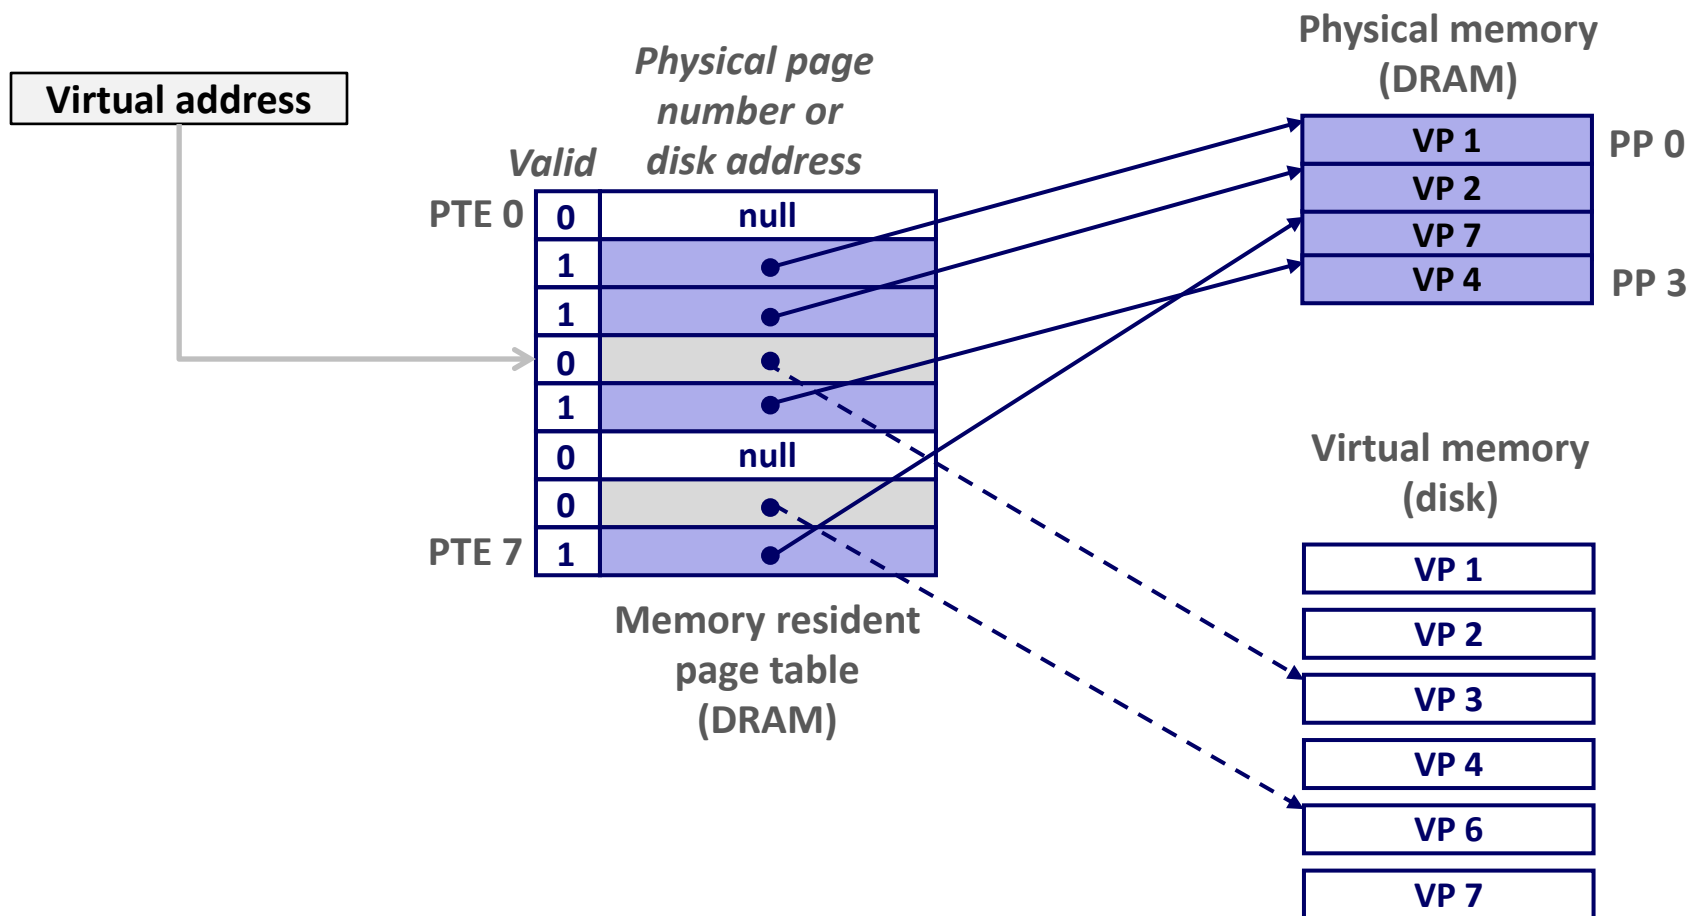 Virtual address
Physical page
number or
disk address
Valid
PTE 0
0
null
1
1
0
1
0
null
0
PTE 7
1
Memory resident
page table
(DRAM)
Physical memory
(DRAM)
VP 1
PP 0
VP 2
VP 7
VP 4
PP 3
Virtual memory
(disk)
VP 1
VP 2
VP 3
VP 4
VP 6
VP 7